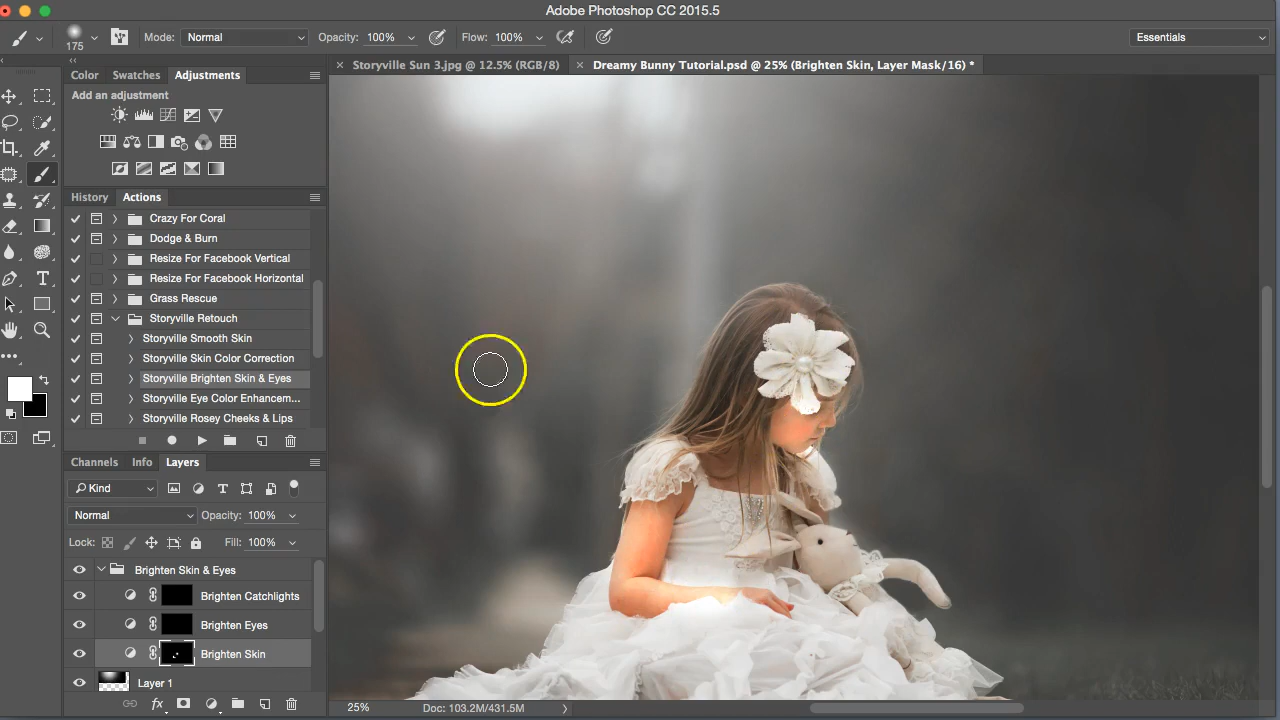 Adobe Photoshop CC 2015.5
175
Mode: Normal Opacity: 100% Flow: 100% Essentials
Color Swatches Adjustments
Storyville Sun 3.jpg @ 12.5% (RGB/8)
Dreamy Bunny Tutorial.psd @ 25% (Brighten Skin, Layer Mask/16) *
Add an adjustment
History Actions
Crazy For Coral
Dodge & Burn
Resize For Facebook Vertical
Resize For Facebook Horizontal
Grass Rescue
Storyville Retouch
Storyville Smooth Skin
Storyville Skin Color Correction
Storyville Brighten Skin & Eyes
Storyville Eye Color Enhancem...
Storyville Rosey Cheeks & Lips
Channels Info Layers
Kind
Normal Opacity: 100%
Lock: Fill: 100%
Brighten Skin & Eyes
Brighten Catchlights
Brighten Eyes
Brighten Skin
Layer 1
25% Doc: 103.2M/431.5M